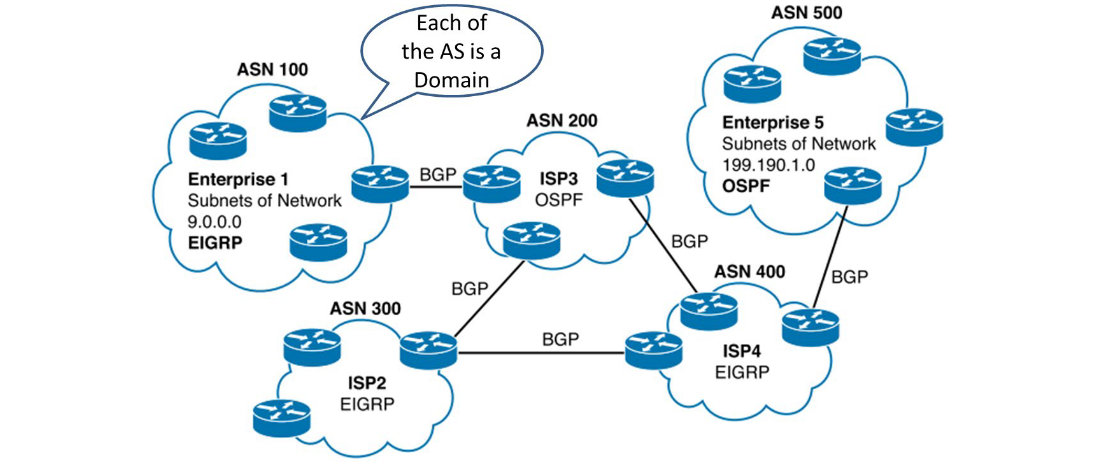 Each of
the AS is a
Domain
ASN 500
ASN 100
ASN 200
Enterprise 5
Subnets of Network
199.190.1.0
OSPF
Enterprise 1
Subnets of Network
9.0.0.0
EIGRP
BGP
ISP3
OSPF
BGP
BGP
ASN 400
BGP
ASN 300
BGP
ISP4
EIGRP
ISP2
EIGRP